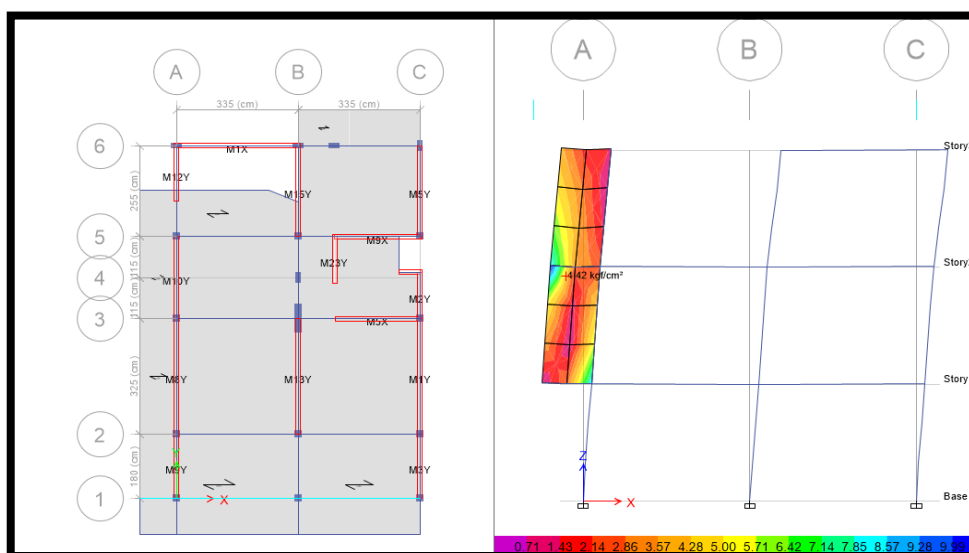 A
B
C
335 (cm)
335 (cm)
6
M1X
M12Y
255 (cm)
M15Y
M5Y
5
M9X
115 (cm)
4
M23Y
M10Y
M2Y
115 (cm)
3
M5X
325 (cm)
M8Y
M13Y
M1Y
2
180 (cm)
M9Y
M3Y
1
X
A
B
C
Story
Story
4.42 kgf/cm²
Story
Z
X
Base
0.71 1.43 2.14 2.86 3.57 4.28 5.00 5.71 6.42 7.14 7.85 8.57 9.28 9.99